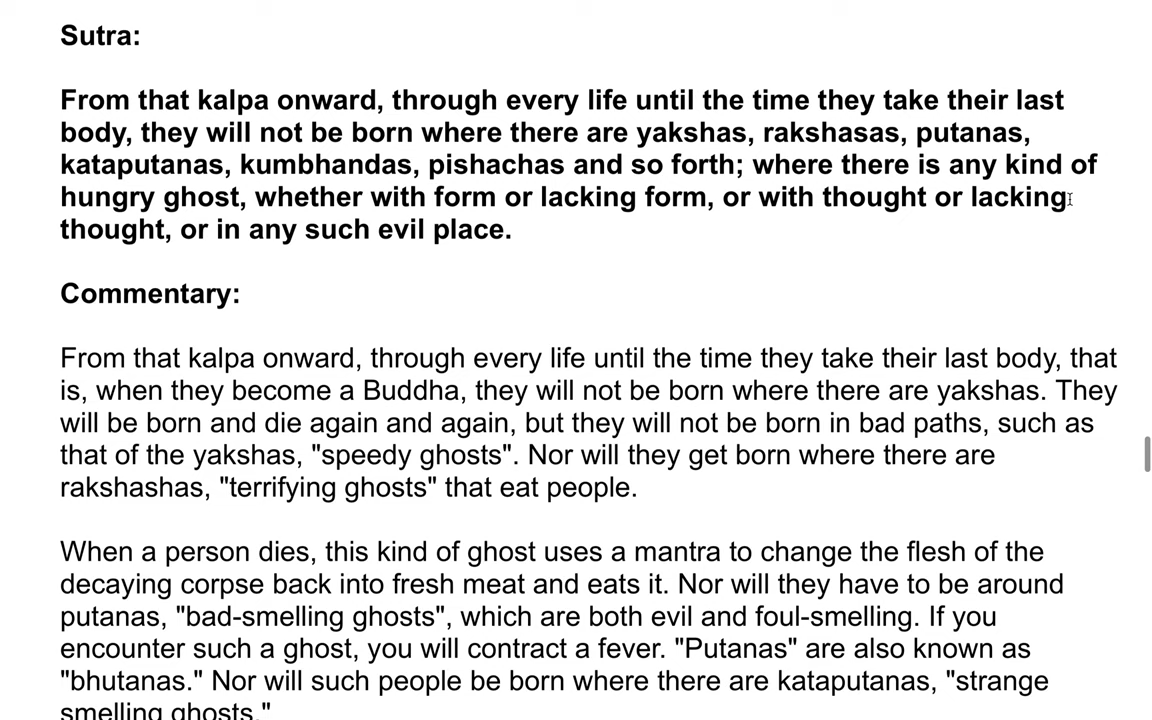 Sutra:
From that kalpa onward, through every life until the time they take their last
body, they will not be born where there are yakshas, rakshasas, putanas,
kataputanas, kumbhandas, pishachas and so forth; where there is any kind of
hungry ghost, whether with form or lacking form, or with thought or lacking
thought, or in any such evil place.
Commentary:
From that kalpa onward, through every life until the time they take their last body, that
is, when they become a Buddha, they will not be born where there are yakshas. They
will be born and die again and again, but they will not be born in bad paths, such as
that of the yakshas, "speedy ghosts". Nor will they get born where there are
rakshashas, "terrifying ghosts" that eat people.
When a person dies, this kind of ghost uses a mantra to change the flesh of the
decaying corpse back into fresh meat and eats it. Nor will they have to be around
putanas, "bad-smelling ghosts", which are both evil and foul-smelling. If you
encounter such a ghost, you will contract a fever. "Putanas" are also known as
"bhutanas." Nor will such people be born where there are kataputanas, "strange
smelling ghosts."